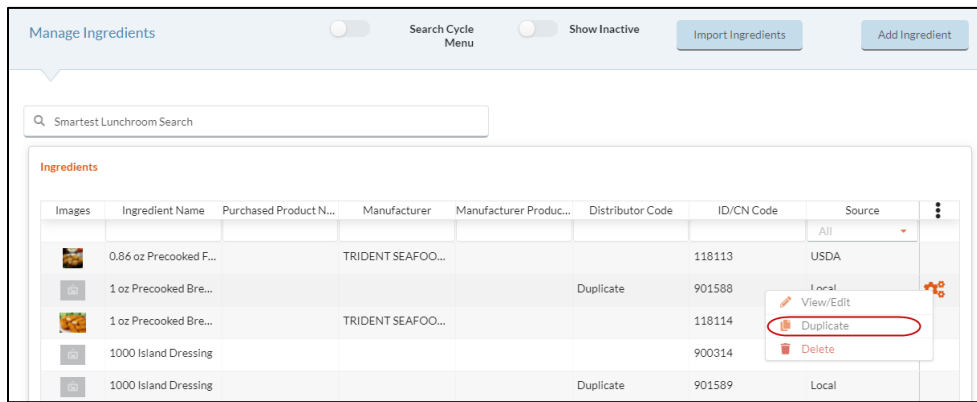 Manage Ingredients
Search Cycle Menu
Show Inactive
Import Ingredients
Add Ingredient
Smartest Lunchroom Search
Ingredients
Images Ingredient Name Purchased Product N... Manufacturer Manufacturer Produc... Distributor Code ID/CN Code Source
All
0.86 oz Precooked F... TRIDENT SEAFOO... 118113 USDA
1 oz Precooked Bre... Duplicate 901588 Local
View/Edit
1 oz Precooked Bre... TRIDENT SEAFOO... 118114
Duplicate
Delete
1000 Island Dressing 900314
1000 Island Dressing Duplicate 901589 Local